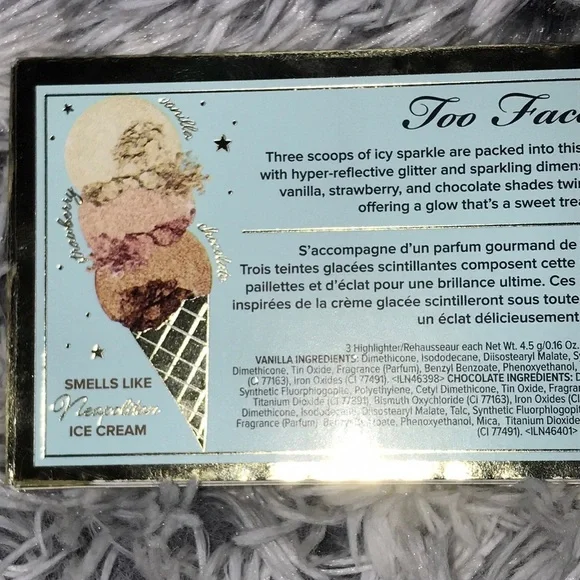 vanilla
strawberry
chocolate
SMELLS LIKE
Neapolitan
ICE CREAM
Too Face
Three scoops of icy sparkle are packed into this
with hyper-reflective glitter and sparkling dimens
vanilla, strawberry, and chocolate shades twi
offering a glow that's a sweet trea
S'accompagne d'un parfum gourmand de
Trois teintes glacées scintillantes composent cette
paillettes et d'éclat pour une brillance ultime. Ces
inspirées de la crème glacée scintilleront sous toute
un éclat délicieusement
3 Highlighter/Rehausseur each Net Wt. 4.5 g/0.16 Oz.
VANILLA INGREDIENTS: Dimethicone, Isododecane, Diisostearyl Malate, S
Dimethicone, Tin Oxide, Fragrance (Parfum), Benzyl Benzoate, Phenoxyethanol,
(CI 77163), Iron Oxides (CI 77491). <ILN46398> CHOCOLATE INGREDIENTS: D
Synthetic Fluorphlogopite, Polyethylene, Cetyl Dimethicone, Tin Oxide, Fragran
Titanium Dioxide (CI 77891), Bismuth Oxychloride (CI 77163), Iron Oxides (CI
Dimethicone, Isododecane, Diisostearyl Malate, Talc, Synthetic Fluorphlogopi
Fragrance (Parfum), Benzyl Benzoate, Phenoxyethanol, Mica, Titanium Dioxide
(CI 77491). <ILN46401>